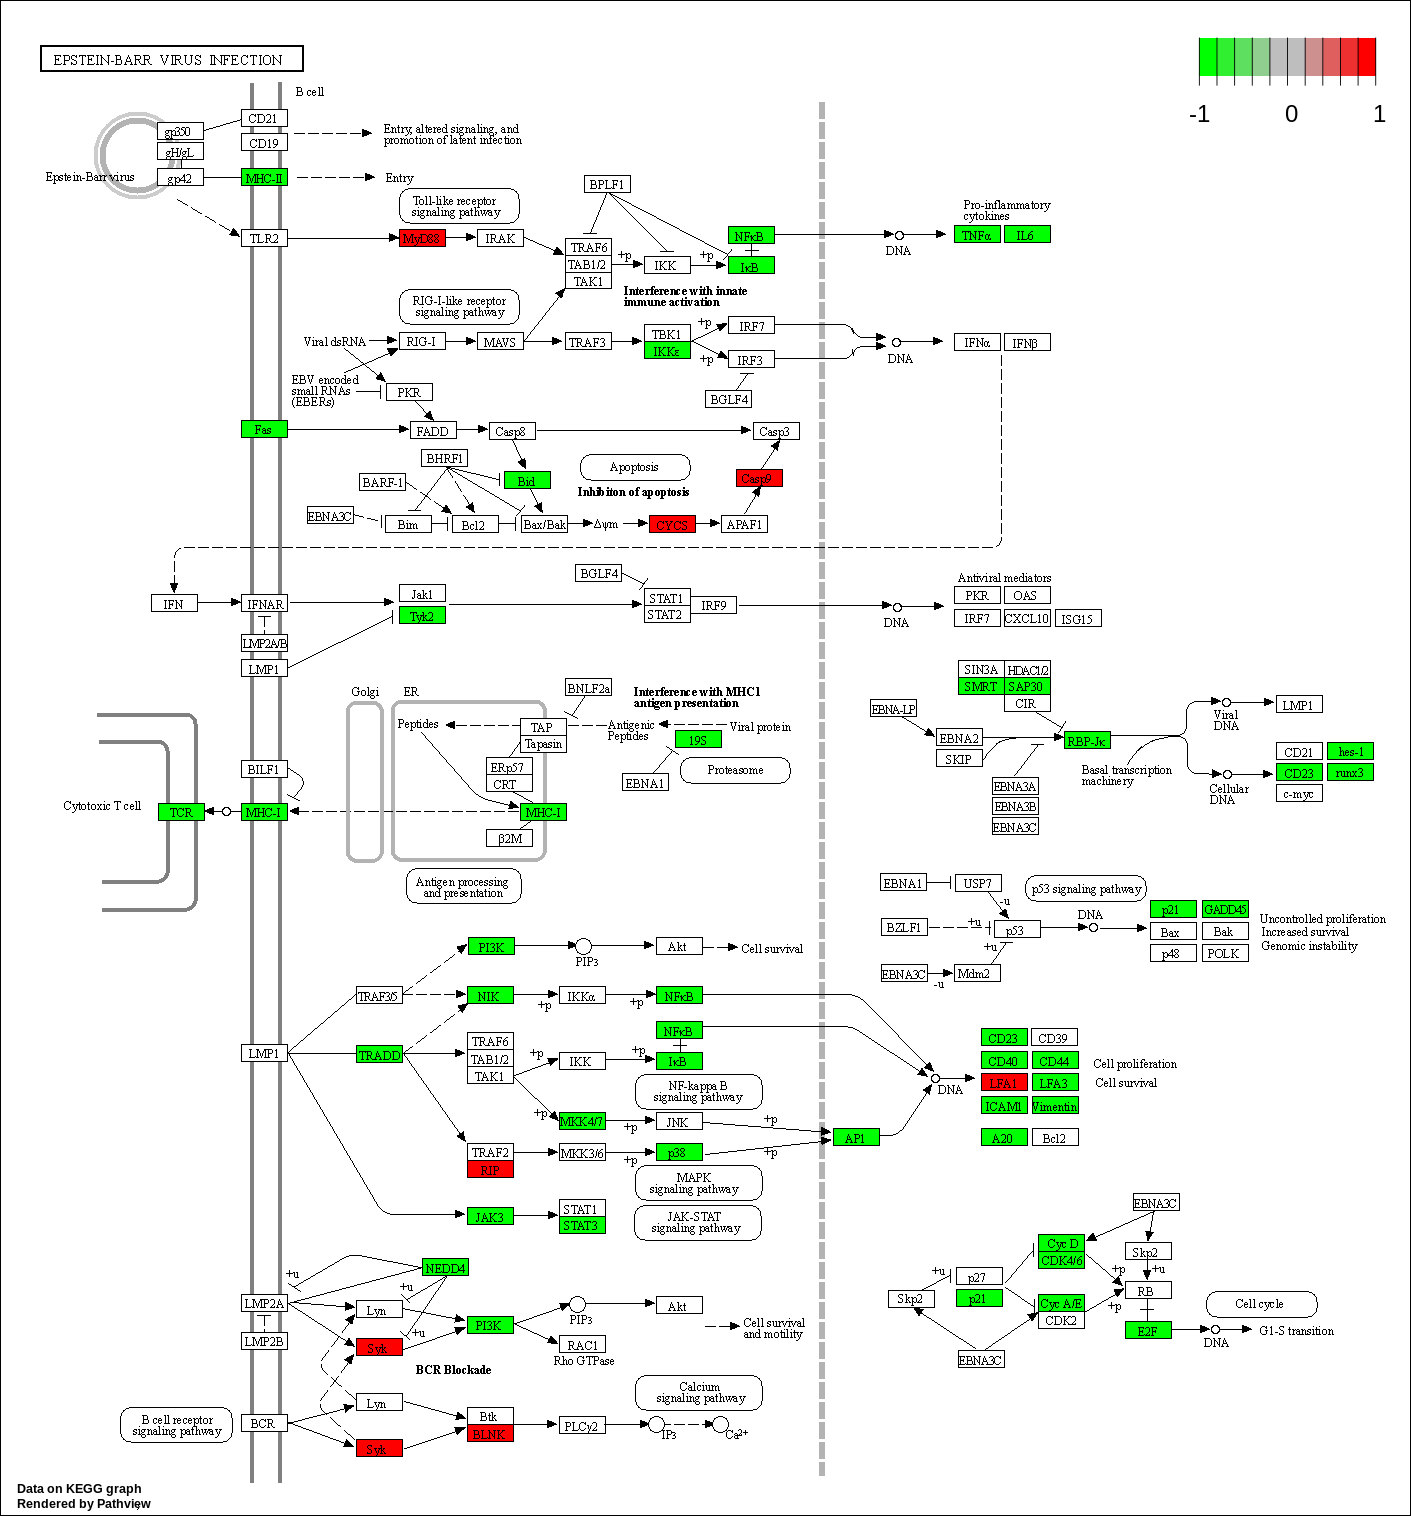 EPSTEIN-BARR VIRUS INFECTION
-1 0 1
B cell
CD21
gp350
CD19
Entry, altered signaling, and
promotion of latent infection
gH/gL
Epstein-Barr virus
gp42
MHC-II
Entry
BPLF1
Toll-like receptor
signaling pathway
Pro-inflammatory
cytokines
TLR2
MyD88
IRAK
TRAF6
TAB1/2
TAK1
+p
IKK
+p
NFκB
IκB
DNA
TNFα
IL6
Interference with innate
immune activation
RIG-I-like receptor
signaling pathway
Viral dsRNA
RIG-I
MAVS
TRAF3
TBK1
IKKε
+p
+p
IRF7
IRF3
DNA
IFNα
IFNβ
EBV encoded
small RNAs
(EBERs)
PKR
BGLF4
Fas
FADD
Casp8
Casp3
BHRF1
Apoptosis
BARF-1
Bid
Casp9
Inhibiton of apoptosis
EBNA3C
Bim
Bcl2
Bax/Bak
Δψm
CYCS
APAF1
BGLF4
Antiviral mediators
IFN
IFNAR
Jak1
Tyk2
STAT1
STAT2
IRF9
DNA
PKR
OAS
IRF7
CXCL10
ISG15
LMP2A/B
LMP1
Golgi
ER
BNLF2a
Interference with MHC1
antigen presentation
SIN3A
HDAC1/2
SMRT
SAP30
CIR
Peptides
TAP
Tapasin
Antigenic
Peptides
Viral protein
19S
EBNA-LP
EBNA2
SKIP
RBP-Jκ
Viral
DNA
LMP1
BILF1
ERp57
CRT
EBNA1
Proteasome
EBNA3A
EBNA3B
EBNA3C
Basal transcription
machinery
Cellular
DNA
CD21
hes-1
CD23
runx3
c-myc
Cytotoxic T cell
TCR
MHC-I
MHC-I
β2M
Antigen processing
and presentation
EBNA1
USP7
p53 signaling pathway
-u
BZLF1
+u
p53
DNA
p21
GADD45
Bax
Bak
p48
POLK
Uncontrolled proliferation
Increased survival
Genomic instability
+u
EBNA3C
-u
Mdm2
PI3K
PIP3
Akt
Cell survival
TRAF3/5
NIK
+p
IKKα
+p
NFκB
LMP1
TRADD
TRAF6
TAB1/2
TAK1
+p
IKK
+p
NFκB
IκB
DNA
CD23
CD39
CD40
CD44
LFA1
LFA3
ICAM1
Vimentin
A20
Bcl2
Cell proliferation
Cell survival
NF-kappa B
signaling pathway
+p
MKK4/7
+p
JNK
+p
AP1
TRAF2
RIP
MKK3/6
+p
p38
+p
MAPK
signaling pathway
JAK3
STAT1
STAT3
JAK-STAT
signaling pathway
EBNA3C
NEDD4
+u
+u
LMP2A
Lyn
+u
PI3K
PIP3
Akt
LMP2B
Syk
RAC1
Rho GTPase
Cell survival
and motility
BCR Blockade
Cyc D
CDK4/6
Skp2
+u
+p
+u
p27
p21
Skp2
Cyc A/E
CDK2
+p
RB
E2F
Cell cycle
DNA
G1-S transition
EBNA3C
Calcium
signaling pathway
B cell receptor
signaling pathway
BCR
Lyn
Syk
Btk
BLNK
PLCγ2
IP3
Ca2+
Data on KEGG graph
Rendered by Pathview